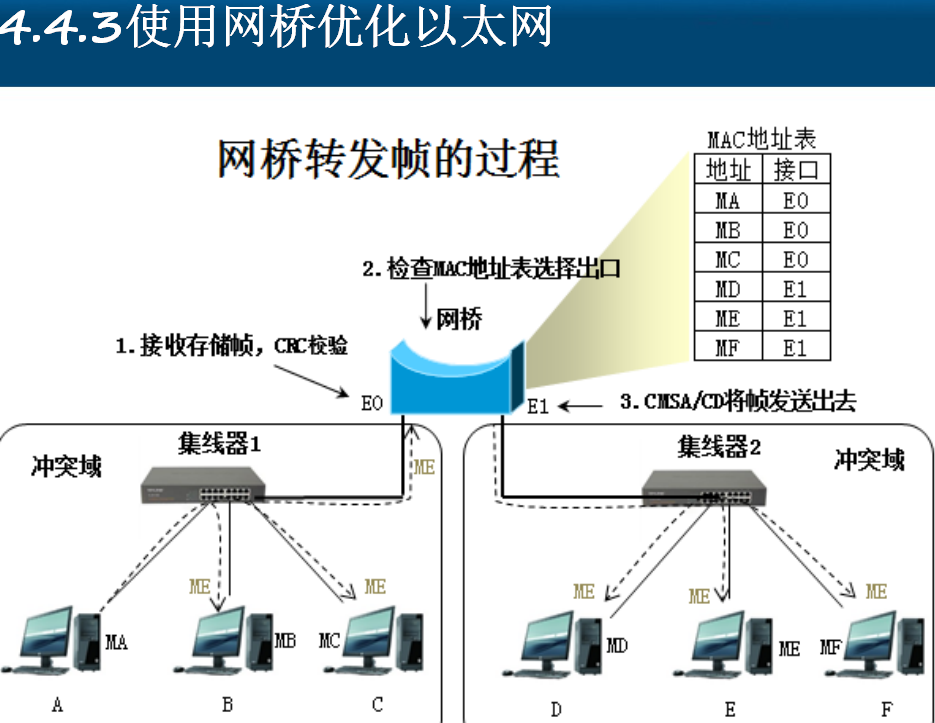 4.4.3使用网桥优化以太网
网桥转发帧的过程
MAC地址表
地址 接口
MA E0
MB E0
MC E0
MD E1
ME E1
MF E1
2.检查MAC地址表选择出口
网桥
1.接收存储帧，CRC校验
E0
E1
3.CMSA/CD将帧发送出去
冲突域
集线器1
ME
集线器2
冲突域
ME
ME
ME
ME
ME
MA
MB
MC
MD
ME
MF
A
B
C
D
E
F